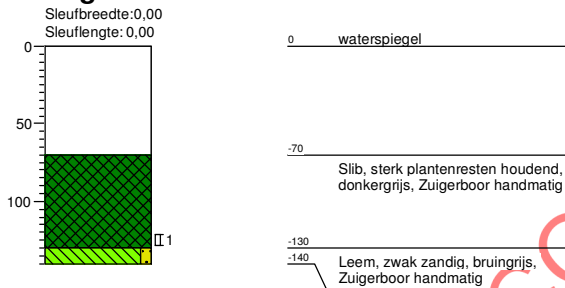 Sleufbreedte:0,00
Sleuflengte: 0,00
0
50
100
1
0 waterspiegel
-70
Slib, sterk plantenresten houdend,
donkergrijs, Zuigerboor handmatig
-130
-140
Leem, zwak zandig, bruingrijs,
Zuigerboor handmatig